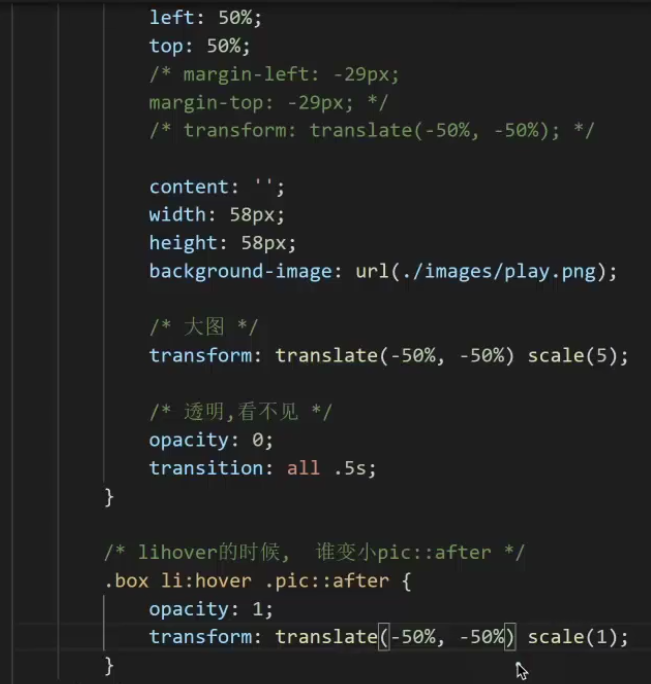 left: 50%;
top: 50%;
/* margin-left: -29px;
margin-top: -29px; */
/* transform: translate(-50%, -50%); */
content: '';
width: 58px;
height: 58px;
background-image: url(./images/play.png);
/* 大图 */
transform: translate(-50%, -50%) scale(5);
/* 透明,看不见 */
opacity: 0;
transition: all .5s;
}
/* lihover的时候,  谁变小pic::after */
.box li:hover .pic::after {
opacity: 1;
transform: translate(-50%, -50%) scale(1);
}